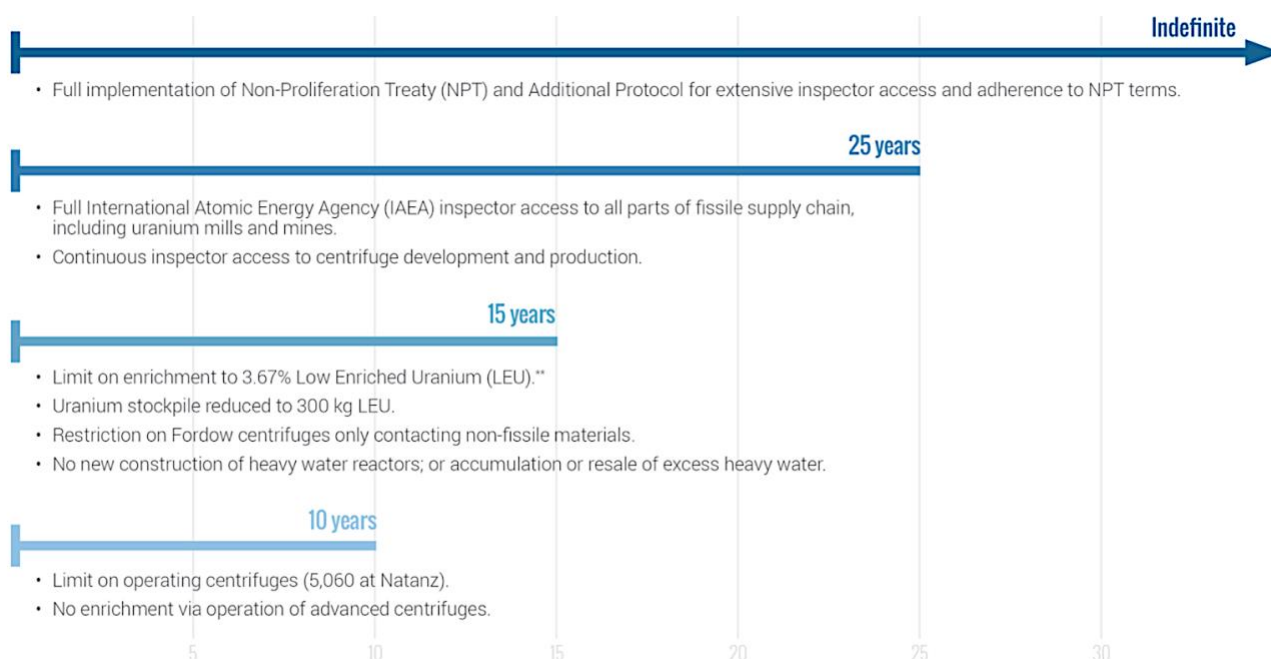 Indefinite
• Full implementation of Non-Proliferation Treaty (NPT) and Additional Protocol for extensive inspector access and adherence to NPT terms.
25 years
• Full International Atomic Energy Agency (IAEA) inspector access to all parts of fissile supply chain,
including uranium mills and mines.
• Continuous inspector access to centrifuge development and production.
15 years
• Limit on enrichment to 3.67% Low Enriched Uranium (LEU).**
• Uranium stockpile reduced to 300 kg LEU.
• Restriction on Fordow centrifuges only contacting non-fissile materials.
• No new construction of heavy water reactors; or accumulation or resale of excess heavy water.
10 years
• Limit on operating centrifuges (5,060 at Natanz).
• No enrichment via operation of advanced centrifuges.
5 10 15 20 25 30